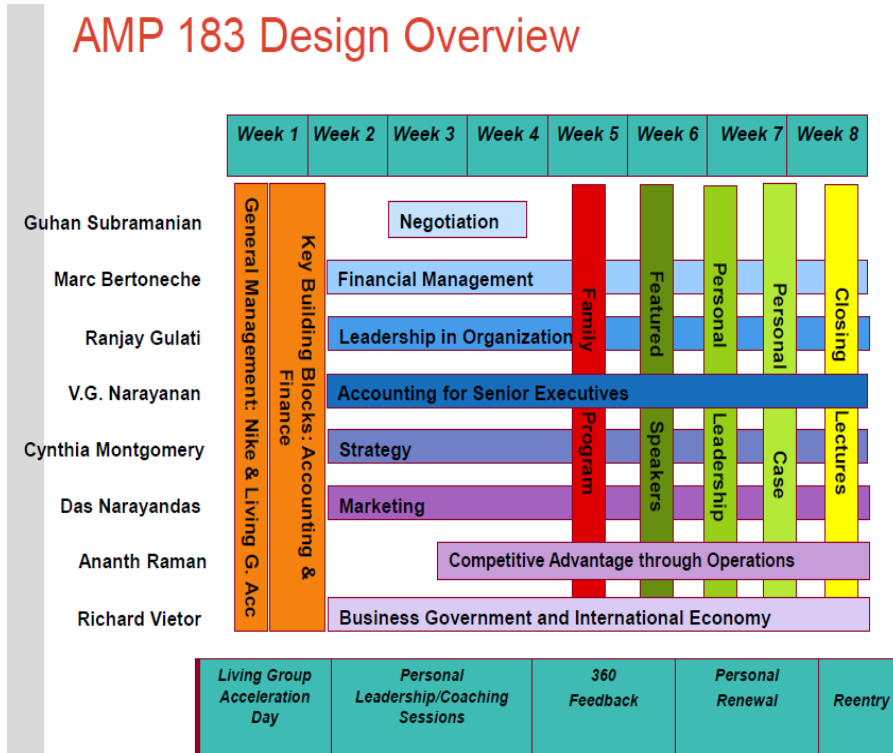 AMP 183 Design Overview
Week 1 Week 2 Week 3 Week 4 Week 5 Week 6 Week 7 Week 8
General Management: Nike & Living G. Acc
Key Building Blocks: Accounting &
Finance
Guhan Subramanian
Negotiation
Marc Bertoneche
Financial Management
Ranjay Gulati
Leadership in Organization
V.G. Narayanan
Accounting for Senior Executives
Cynthia Montgomery
Strategy
Das Narayandas
Marketing
Ananth Raman
Competitive Advantage through Operations
Richard Vietor
Business Government and International Economy
Family Program
Featured Speakers
Personal Leadership
Personal Case
Closing Lectures
Living Group
Acceleration
Day
Personal
Leadership/Coaching
Sessions
360
Feedback
Personal
Renewal
Reentry